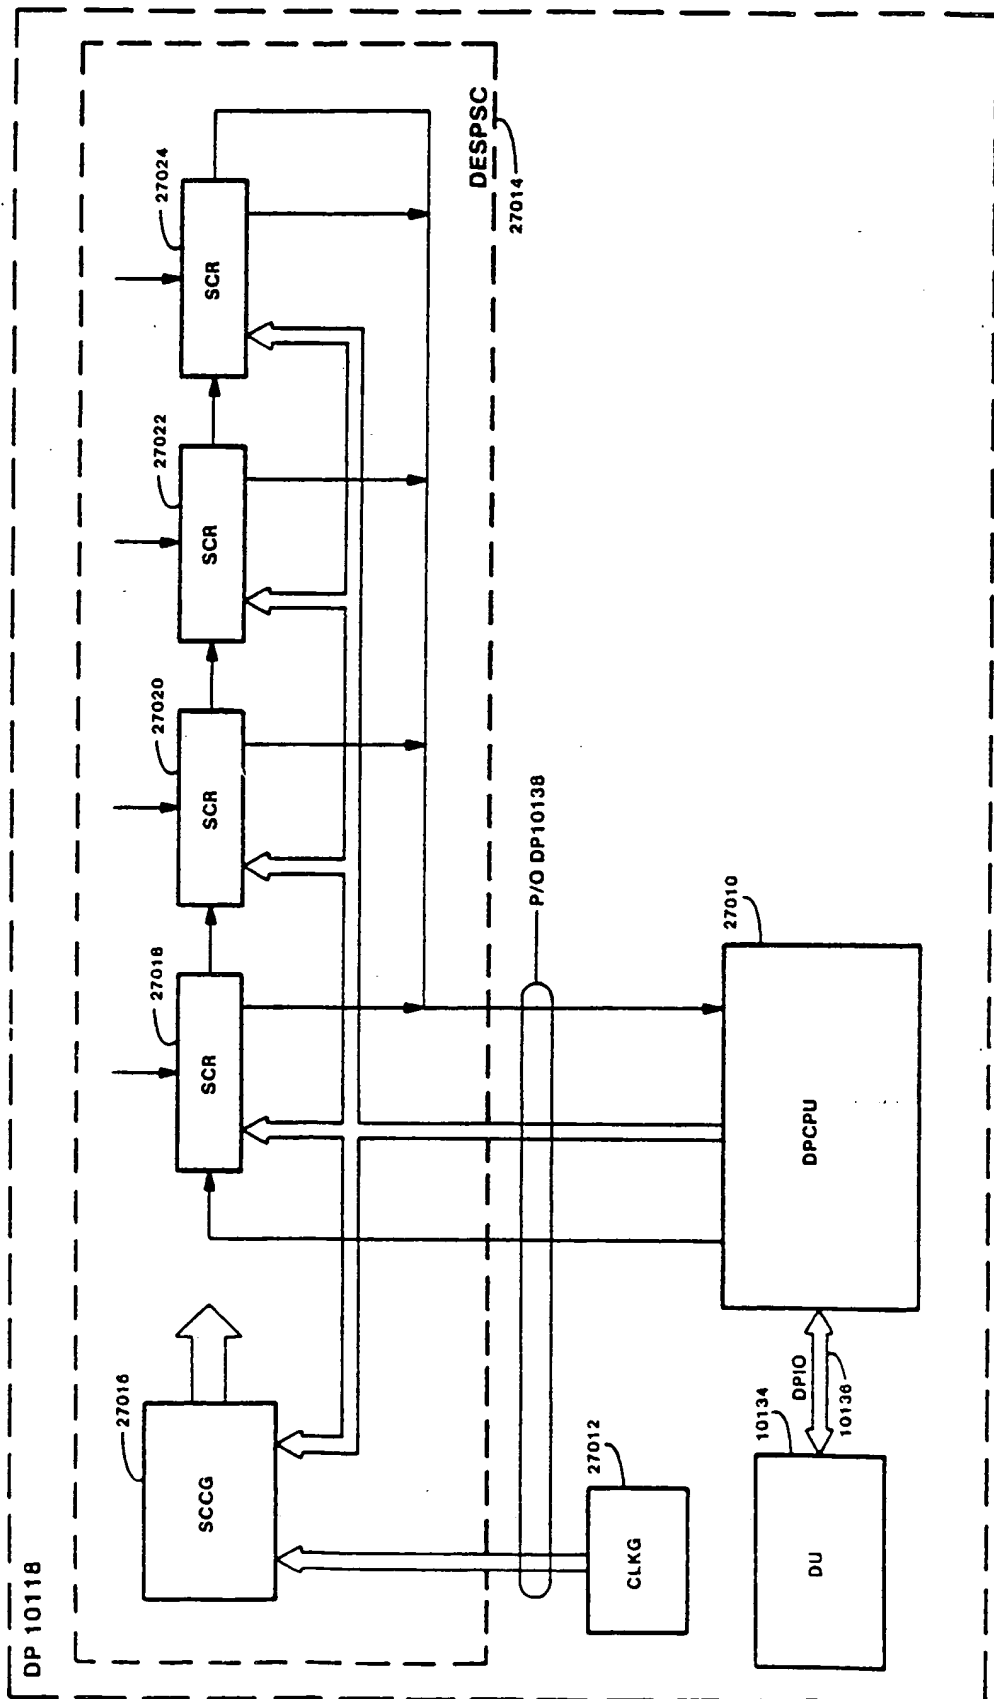 DP 10118
27016
SCCG
27018
SCR
27020
SCR
27022
SCR
27024
SCR
DESPSC
27014
P/O DP10138
27012
CLKG
27010
DPCPU
10134
DU
DPIO
10136